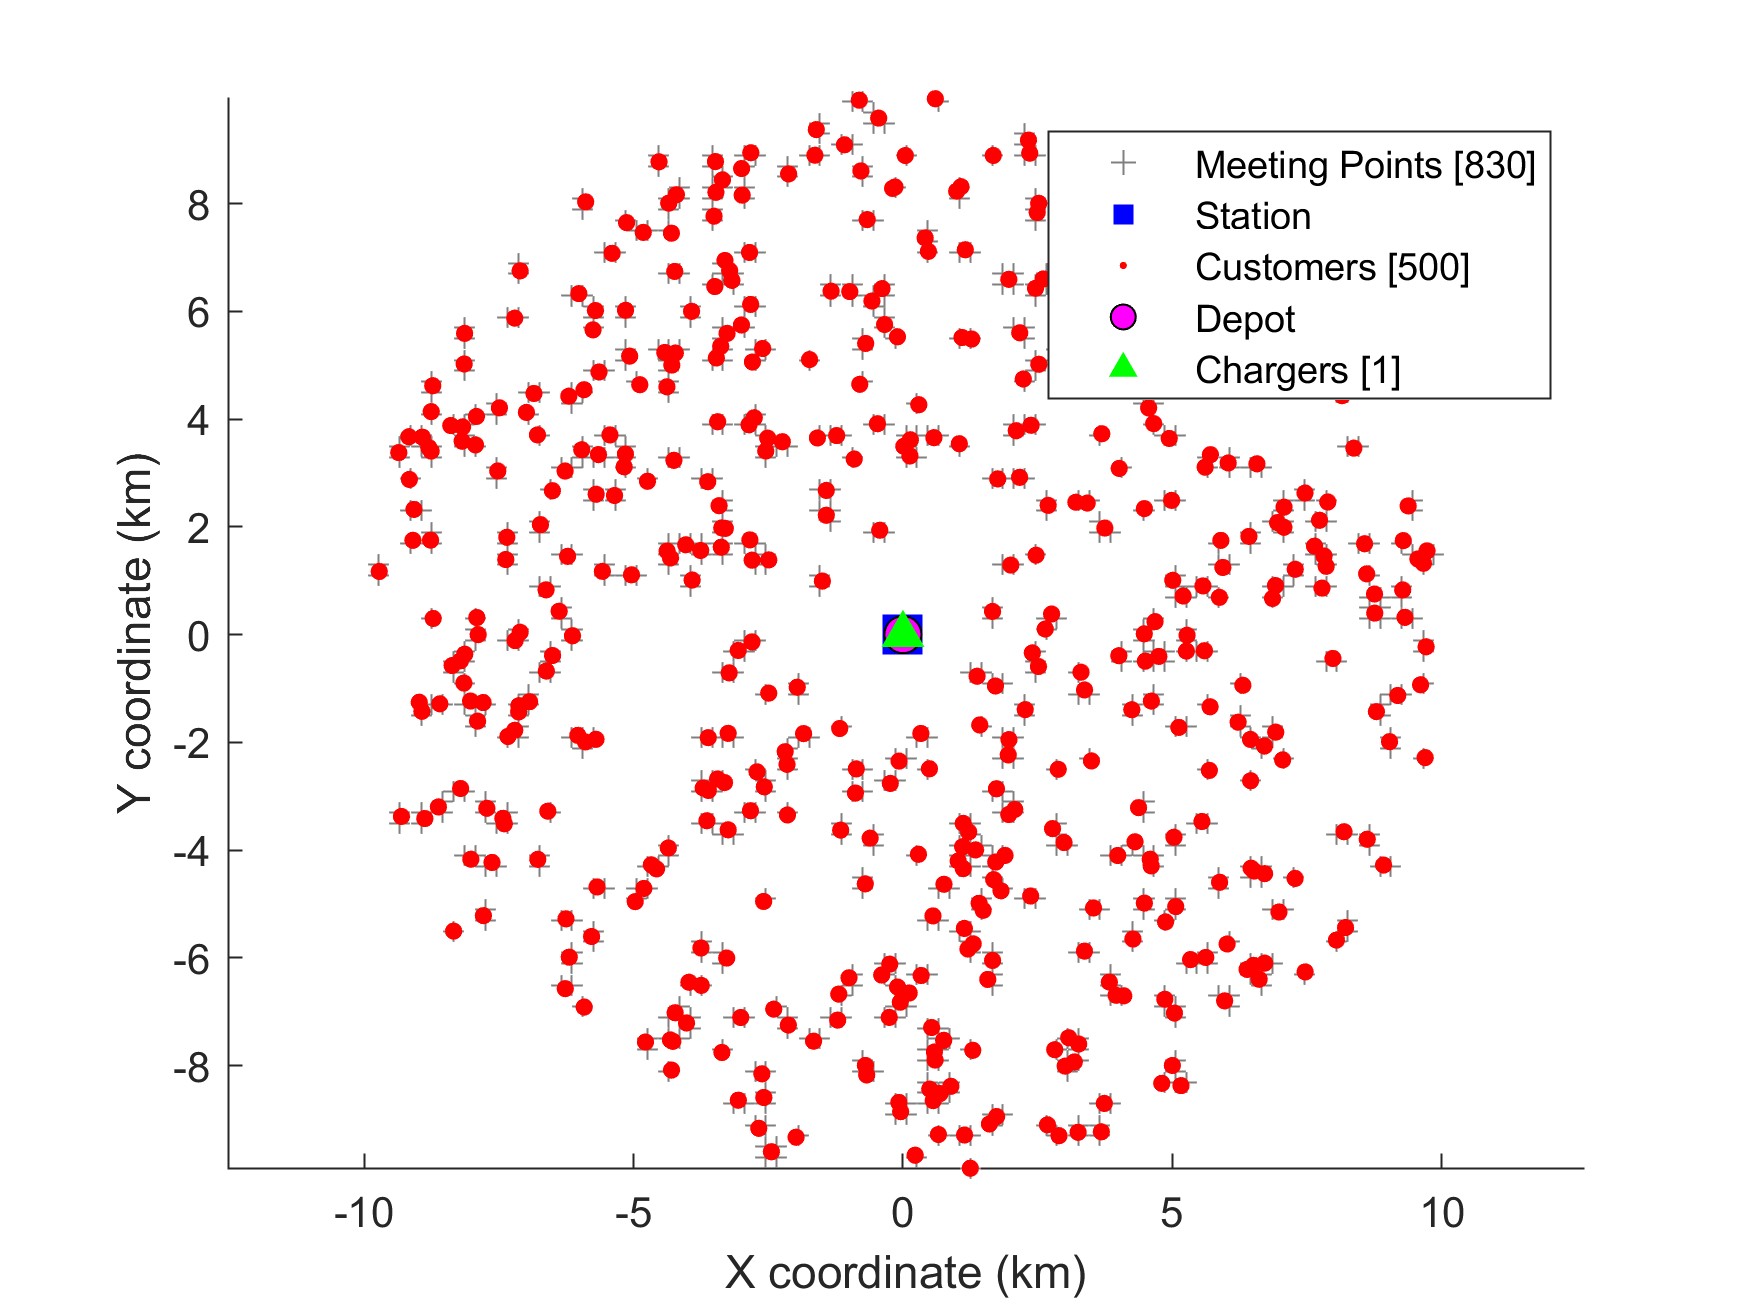 Meeting Points [830]
Station
Customers [500]
Depot
Chargers [1]
8
6
4
2
0
-2
-4
-6
-8
Y coordinate (km)
-10
-5
0
5
10
X coordinate (km)